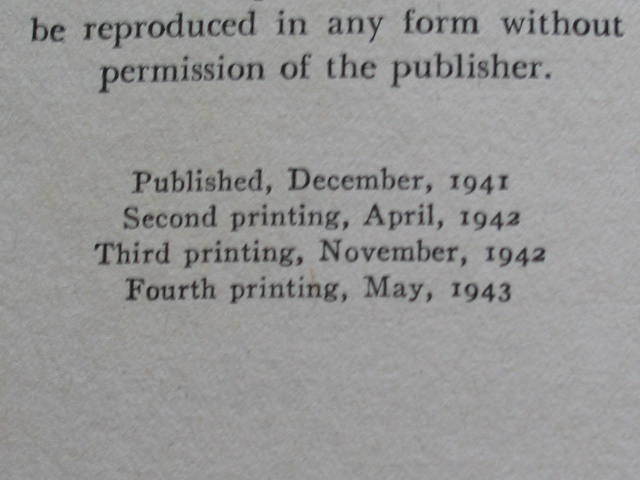 be reproduced in any form without
permission of the publisher.
Published, December, 1941
Second printing, April, 1942
Third printing, November, 1942
Fourth printing, May, 1943